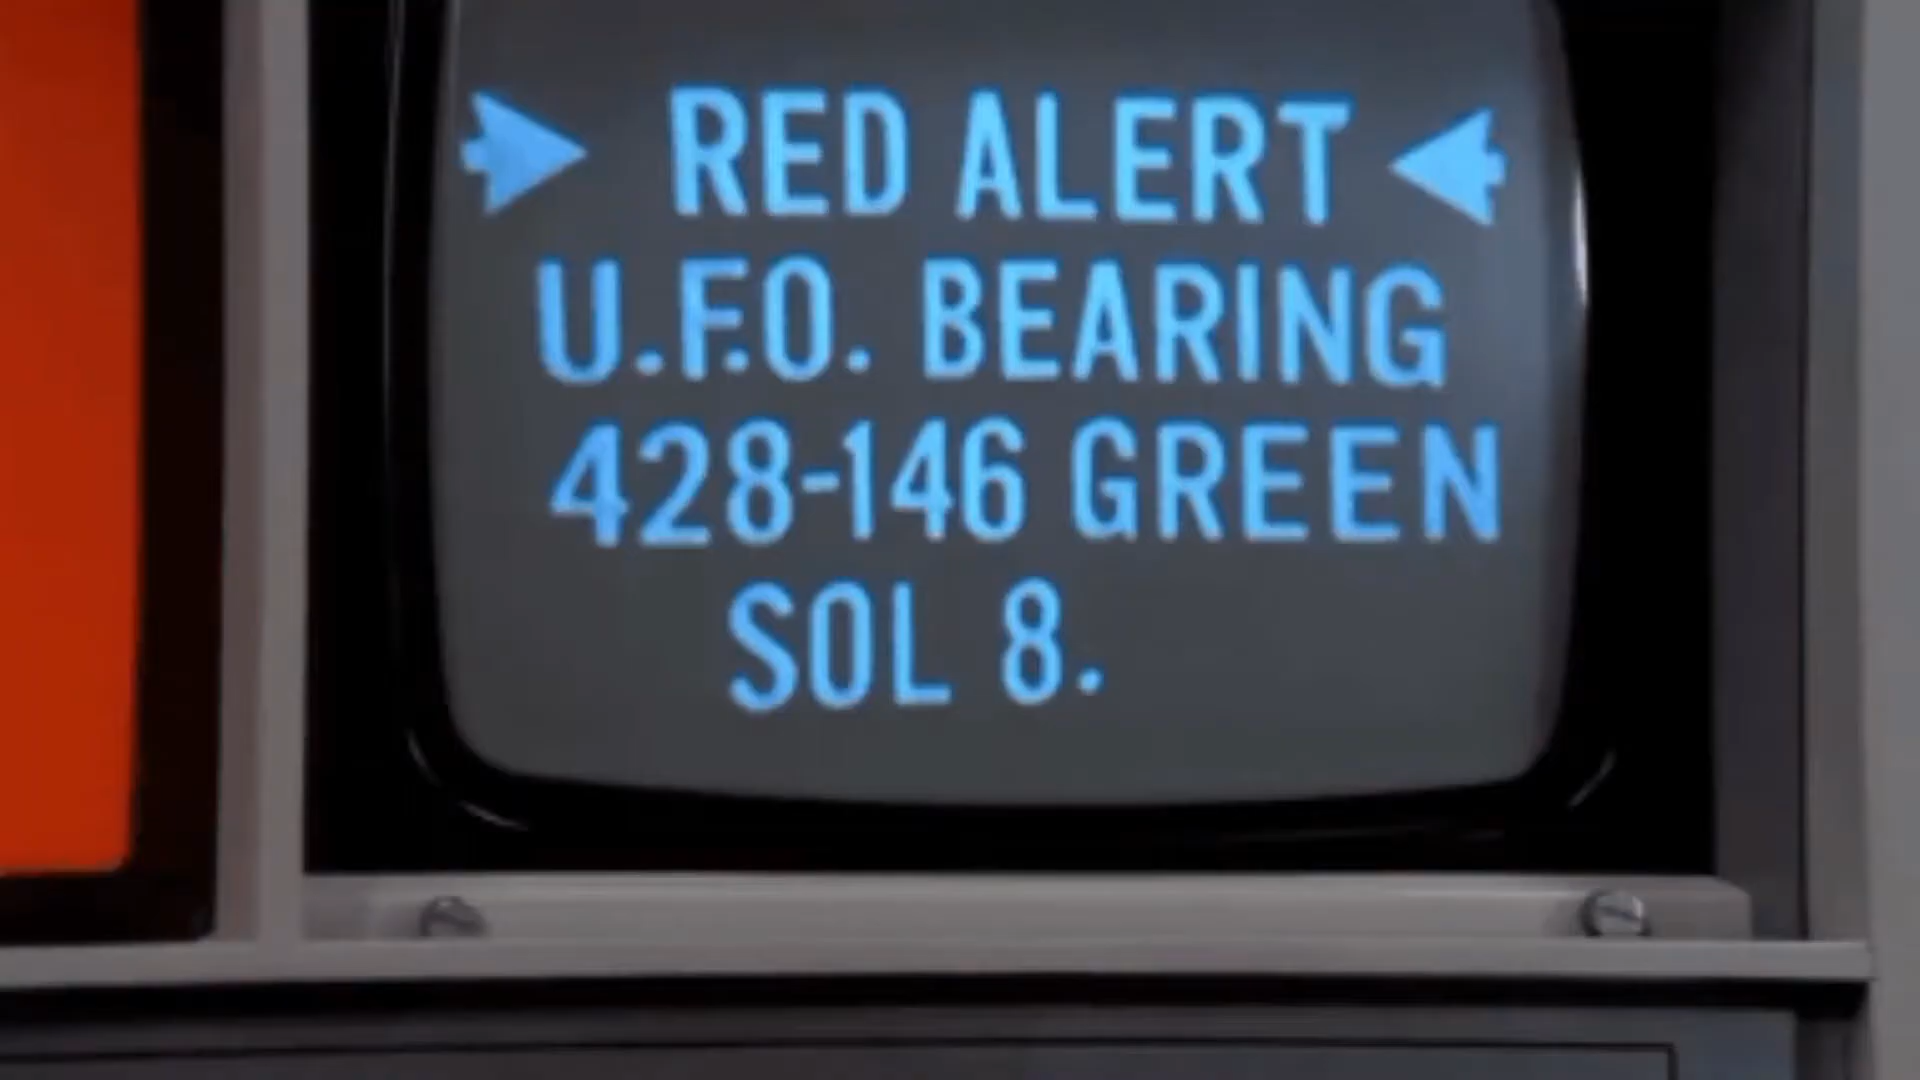 RED ALERT
U.F.O. BEARING
428-146 GREEN
SOL 8.